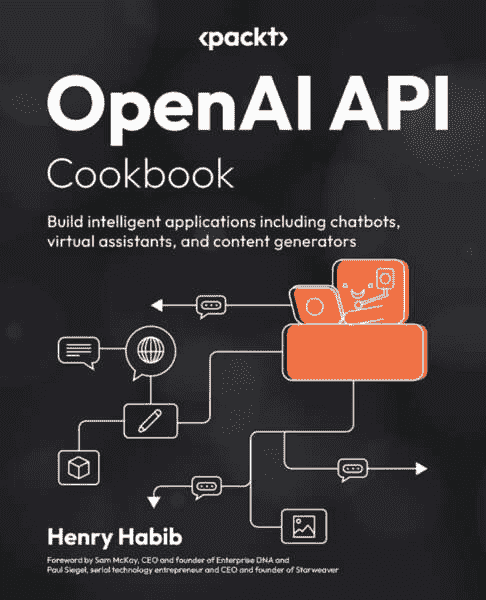 <packt>
OpenAI API
Cookbook
Build intelligent applications including chatbots,
virtual assistants, and content generators
Henry Habib
Foreword by Sam McKay, CEO and founder of Enterprise DNA and
Paul Siegel, serial technology entrepreneur and CEO and founder of Starweaver